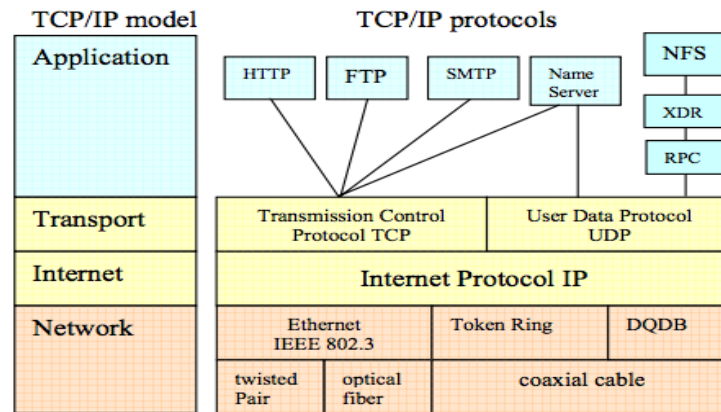 TCP/IP model
TCP/IP protocols
Application
HTTP
FTP
SMTP
Name
Server
NFS
XDR
RPC
Transport
Transmission Control
Protocol TCP
User Data Protocol
UDP
Internet
Internet Protocol IP
Network
Ethernet
IEEE 802.3
Token Ring
DQDB
twisted
Pair
optical
fiber
coaxial cable